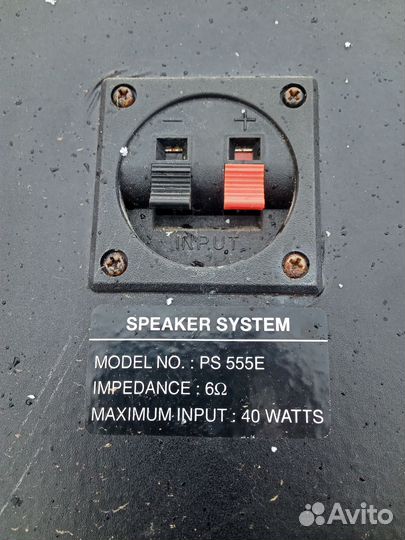 − +
INPUT
SPEAKER SYSTEM
MODEL NO. : PS 555E
IMPEDANCE : 6Ω
MAXIMUM INPUT : 40 WATTS
Avito